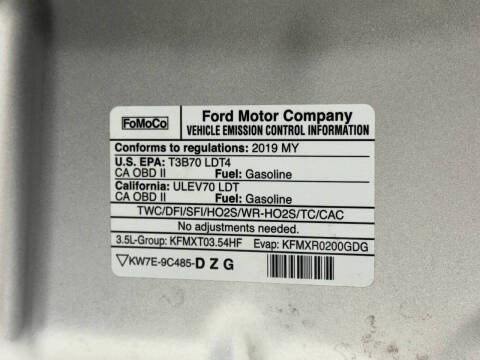 FoMoCo
Ford Motor Company
VEHICLE EMISSION CONTROL INFORMATION
Conforms to regulations: 2019 MY
U.S. EPA: T3B70 LDT4
CA OBD II Fuel: Gasoline
California: ULEV70 LDT
CA OBD II Fuel: Gasoline
TWC/DFI/SFI/HO2S/WR-HO2S/TC/CAC
No adjustments needed.
3.5L-Group: KFMXT03.54HF Evap: KFMXR0200GDG
▽KW7E-9C485-DZG